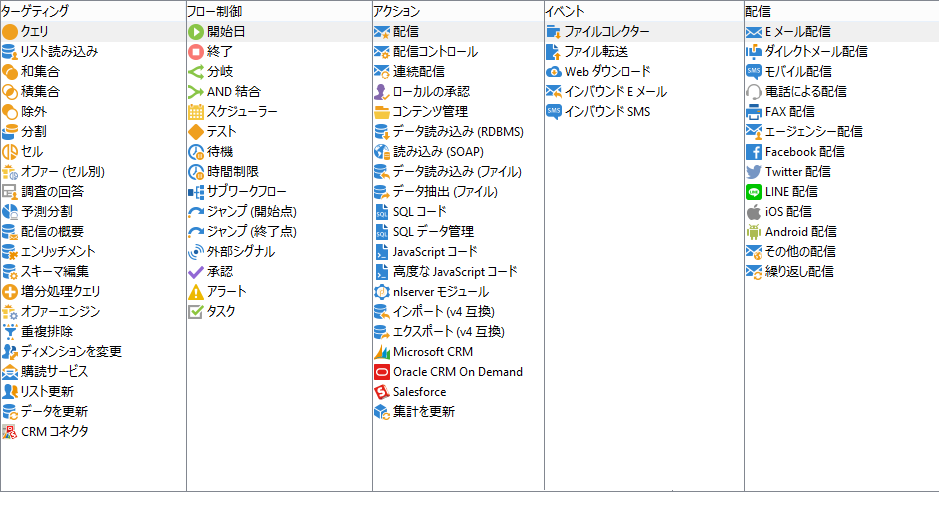 ターゲティング
クエリ
リスト読み込み
和集合
積集合
除外
分割
セル
オファー (セル別)
調査の回答
予測分割
配信の概要
エンリッチメント
スキーマ編集
増分処理クエリ
オファーエンジン
重複排除
ディメンションを変更
購読サービス
リスト更新
データを更新
CRM コネクタ
フロー制御
開始日
終了
分岐
AND 結合
スケジューラー
テスト
待機
時間制限
サブワークフロー
ジャンプ (開始点)
ジャンプ (終了点)
外部シグナル
承認
アラート
タスク
アクション
配信
配信コントロール
連続配信
ローカルの承認
コンテンツ管理
データ読み込み (RDBMS)
読み込み (SOAP)
データ読み込み (ファイル)
データ抽出 (ファイル)
SQL コード
SQL データ管理
JavaScript コード
高度な JavaScript コード
nlserver モジュール
インポート (v4 互換)
エクスポート (v4 互換)
Microsoft CRM
Oracle CRM On Demand
Salesforce
集計を更新
イベント
ファイルコレクター
ファイル転送
Web ダウンロード
インバウンド E メール
インバウンド SMS
配信
E メール配信
ダイレクトメール配信
モバイル配信
電話による配信
FAX 配信
エージェンシー配信
Facebook 配信
Twitter 配信
LINE 配信
iOS 配信
Android 配信
その他の配信
繰り返し配信